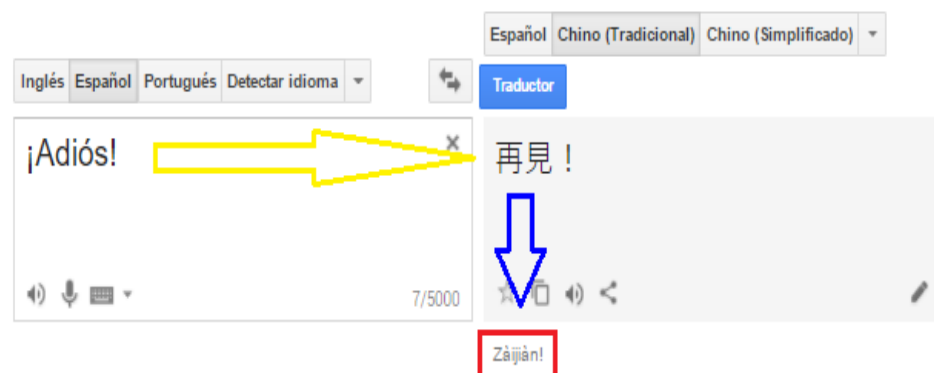 Español Chino (Tradicional) Chino (Simplificado)
Inglés Español Portugués Detectar idioma
Traductor
¡Adiós!
再見！
7/5000
Zàijiàn!